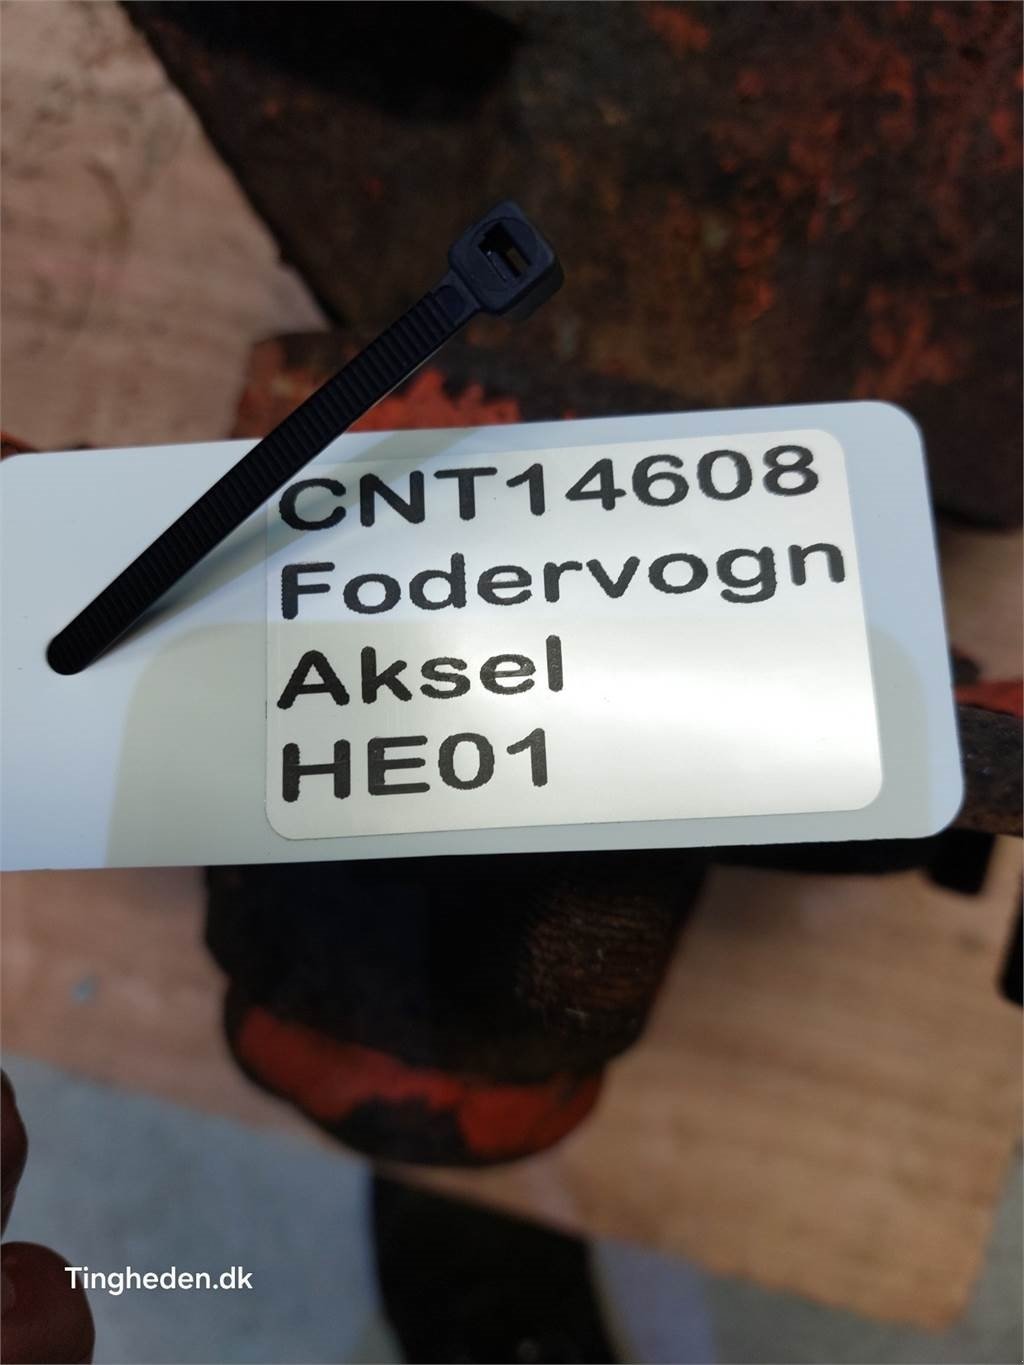 CNT14608
Fodervogn
Aksel
HE01
Tingheden.dk